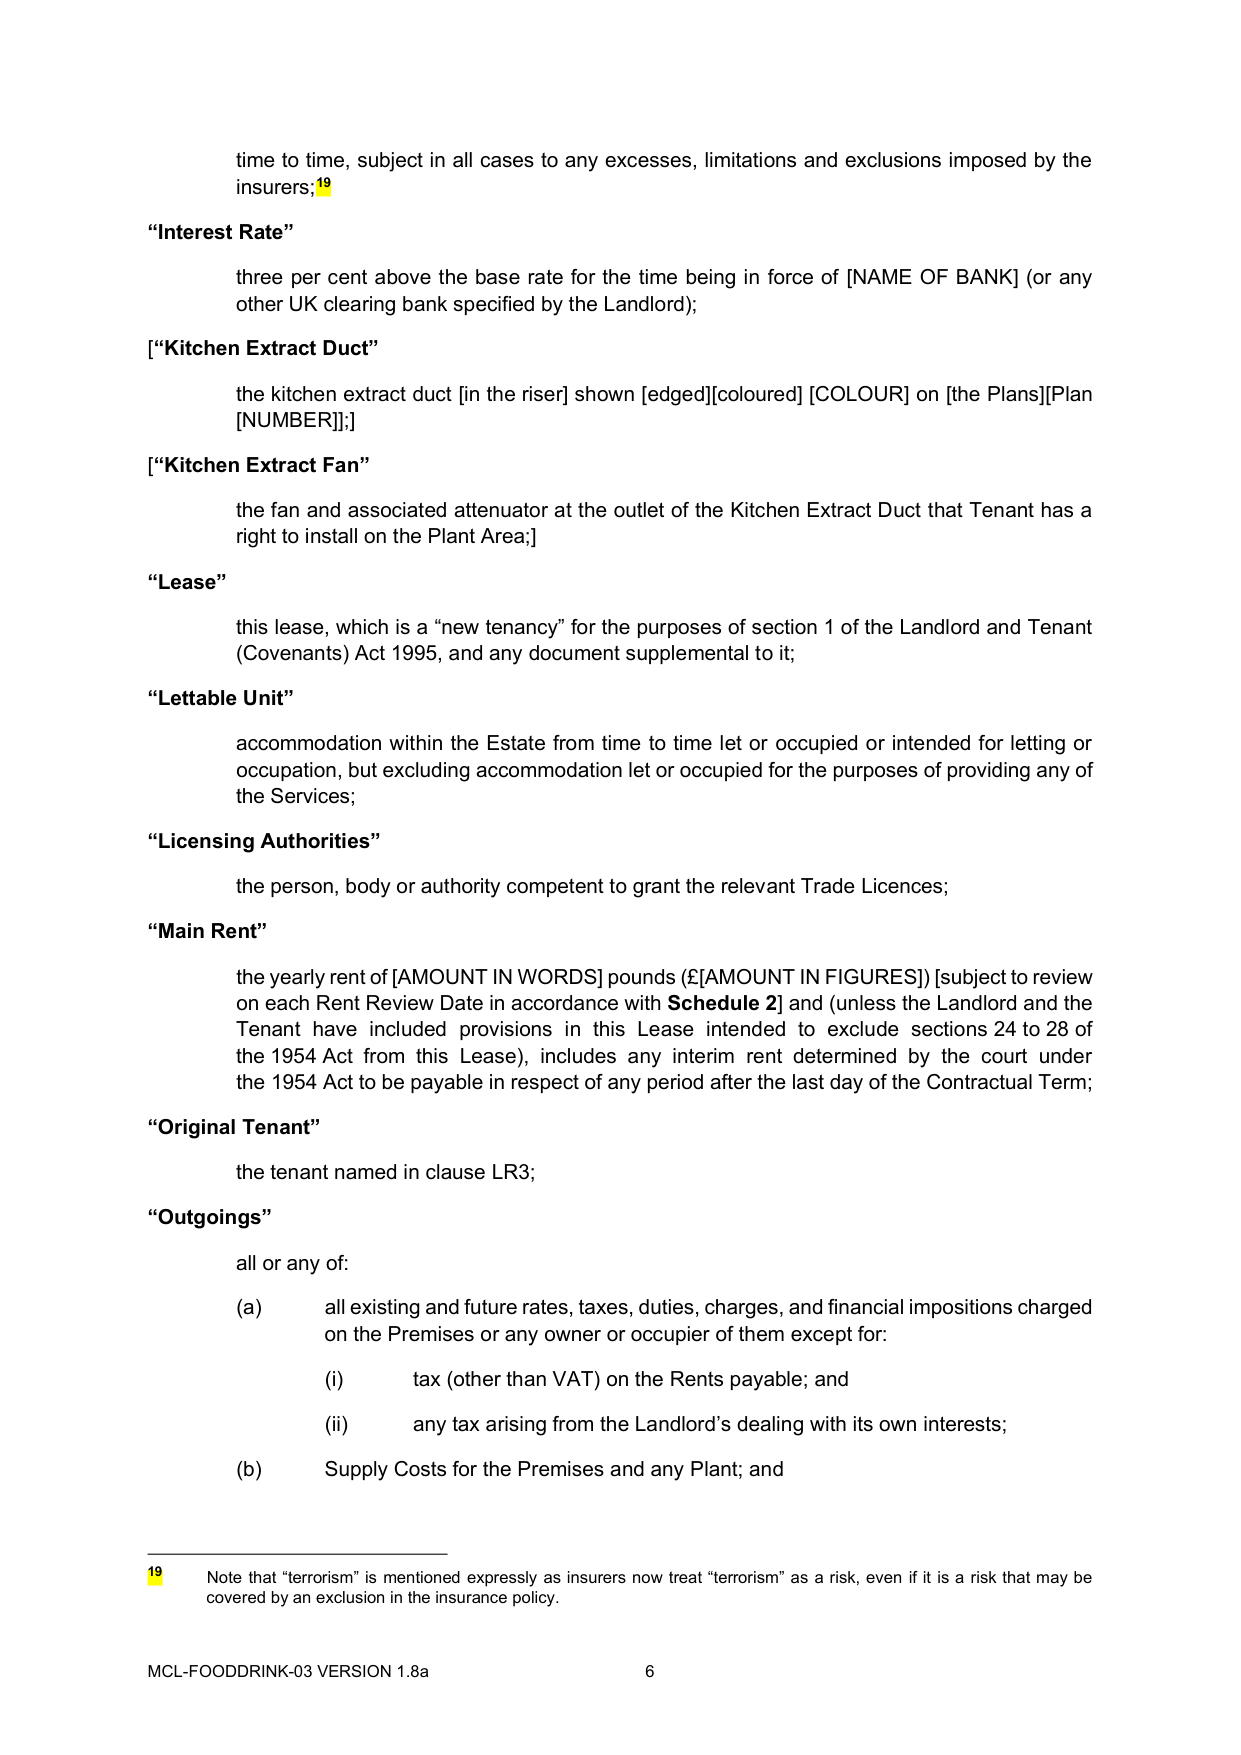 time to time, subject in all cases to any excesses, limitations and exclusions imposed by the
insurers;19
“Interest Rate”
three per cent above the base rate for the time being in force of [NAME OF BANK] (or any
other UK clearing bank specified by the Landlord);
[“Kitchen Extract Duct”
the kitchen extract duct [in the riser] shown [edged][coloured] [COLOUR] on [the Plans][Plan
[NUMBER]];]
[“Kitchen Extract Fan”
the fan and associated attenuator at the outlet of the Kitchen Extract Duct that Tenant has a
right to install on the Plant Area;]
“Lease”
this lease, which is a “new tenancy” for the purposes of section 1 of the Landlord and Tenant
(Covenants) Act 1995, and any document supplemental to it;
“Lettable Unit”
accommodation within the Estate from time to time let or occupied or intended for letting or
occupation, but excluding accommodation let or occupied for the purposes of providing any of
the Services;
“Licensing Authorities”
the person, body or authority competent to grant the relevant Trade Licences;
“Main Rent”
the yearly rent of [AMOUNT IN WORDS] pounds (£[AMOUNT IN FIGURES]) [subject to review
on each Rent Review Date in accordance with Schedule 2] and (unless the Landlord and the
Tenant have included provisions in this Lease intended to exclude sections 24 to 28 of
the 1954 Act from this Lease), includes any interim rent determined by the court under
the 1954 Act to be payable in respect of any period after the last day of the Contractual Term;
“Original Tenant”
the tenant named in clause LR3;
“Outgoings”
all or any of:
(a) all existing and future rates, taxes, duties, charges, and financial impositions charged
on the Premises or any owner or occupier of them except for:
(i) tax (other than VAT) on the Rents payable; and
(ii) any tax arising from the Landlord’s dealing with its own interests;
(b) Supply Costs for the Premises and any Plant; and
19 Note that “terrorism” is mentioned expressly as insurers now treat “terrorism” as a risk, even if it is a risk that may be
covered by an exclusion in the insurance policy.
MCL-FOODDRINK-03 VERSION 1.8a 6